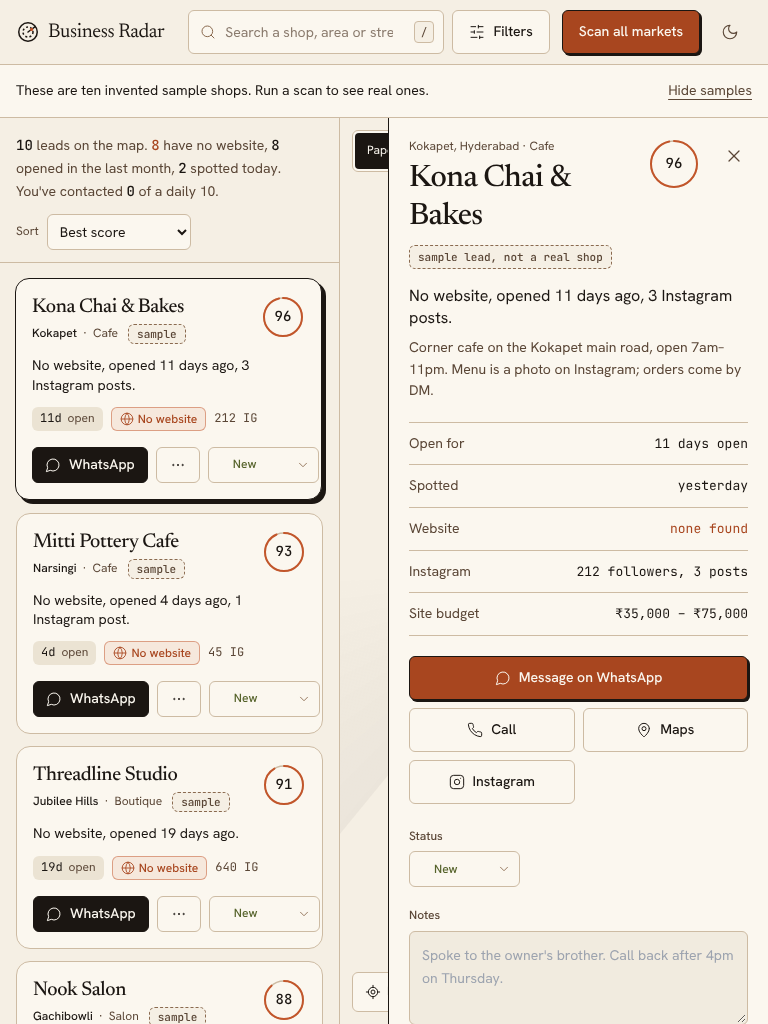 Business Radar
Search a shop, area or stre
/
Filters
Scan all markets
These are ten invented sample shops. Run a scan to see real ones.
Hide samples
10 leads on the map. 8 have no website, 8
opened in the last month, 2 spotted today.
You've contacted 0 of a daily 10.
Sort
Best score
Kona Chai & Bakes
96
Kokapet · Cafe sample
No website, opened 11 days ago, 3
Instagram posts.
11d open No website 212 IG
WhatsApp ··· New
Mitti Pottery Cafe
93
Narsingi · Cafe sample
No website, opened 4 days ago, 1
Instagram post.
4d open No website 45 IG
WhatsApp ··· New
Threadline Studio
91
Jubilee Hills · Boutique sample
No website, opened 19 days ago.
19d open No website 640 IG
WhatsApp ··· New
Nook Salon
88
Gachibowli · Salon sample
Pap
Kokapet, Hyderabad · Cafe
Kona Chai &
Bakes
96
sample lead, not a real shop
No website, opened 11 days ago, 3 Instagram
posts.
Corner cafe on the Kokapet main road, open 7am–
11pm. Menu is a photo on Instagram; orders come by
DM.
Open for 11 days open
Spotted yesterday
Website none found
Instagram 212 followers, 3 posts
Site budget ₹35,000 – ₹75,000
Message on WhatsApp
Call
Maps
Instagram
Status
New
Notes
Spoke to the owner's brother. Call back after 4pm
on Thursday.